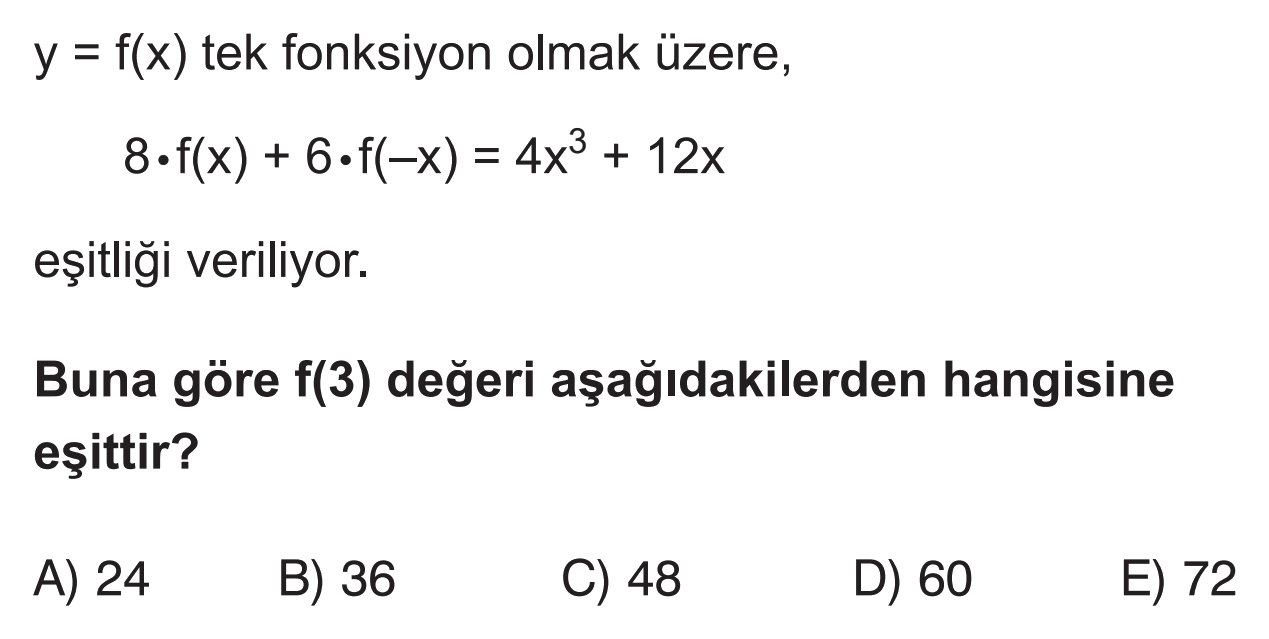 y = f(x) tek fonksiyon olmak üzere,
8•f(x) + 6•f(–x) = 4x³ + 12x
eşitliği veriliyor.
Buna göre f(3) değeri aşağıdakilerden hangisine
eşittir?
A) 24 B) 36 C) 48 D) 60 E) 72